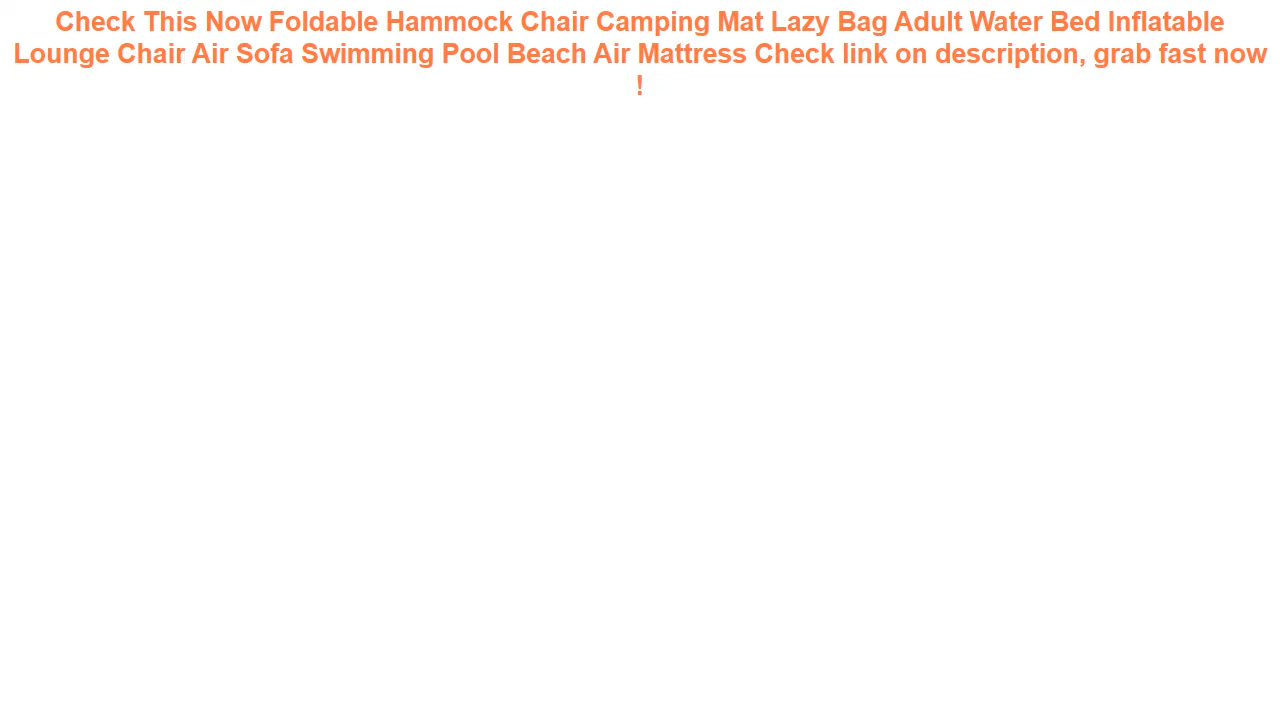 Check This Now Foldable Hammock Chair Camping Mat Lazy Bag Adult Water Bed Inflatable
Lounge Chair Air Sofa Swimming Pool Beach Air Mattress Check link on description, grab fast now
!